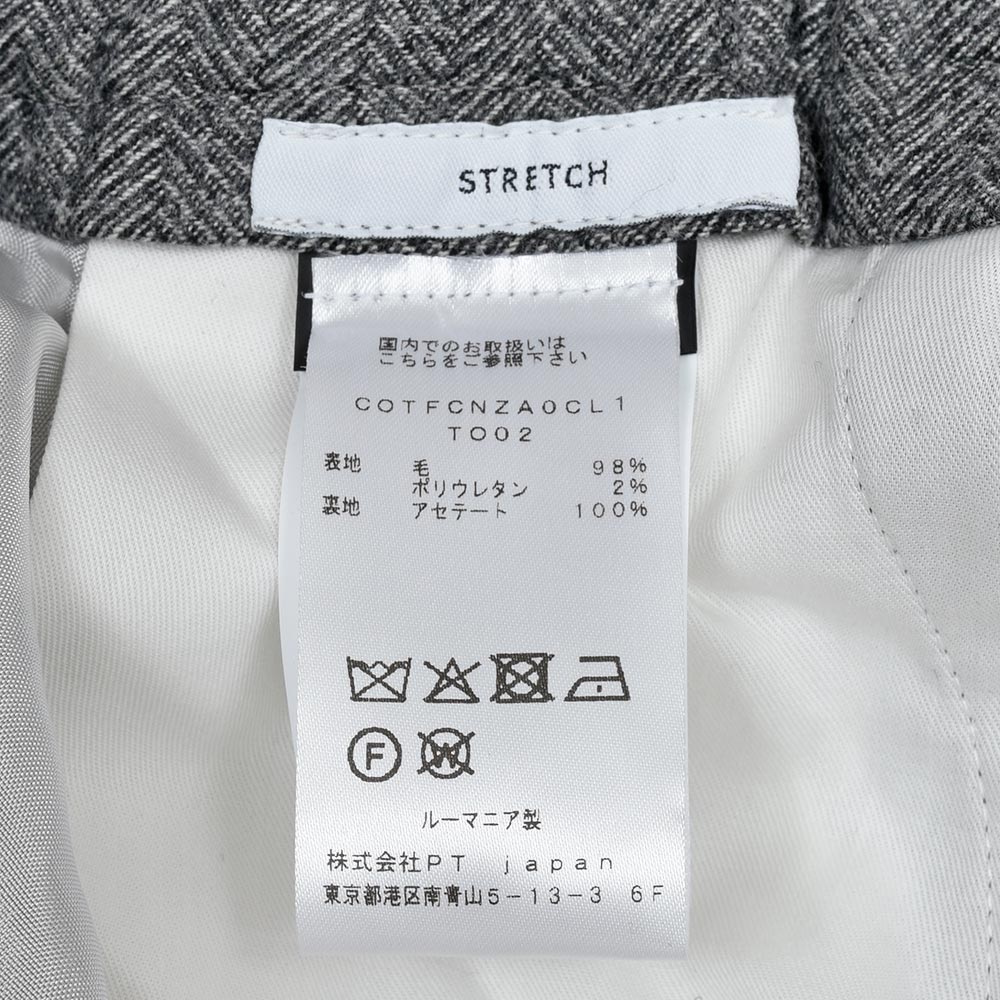 STRETCH
国内でのお取扱いは
こちらをご参照下さい
COTFCNZA0CL1
TO02
表地 毛 98%
ポリウレタン 2%
裏地 アセテート 100%
F W
ルーマニア製
株式会社PT japan
東京都港区南青山5-13-3 6F